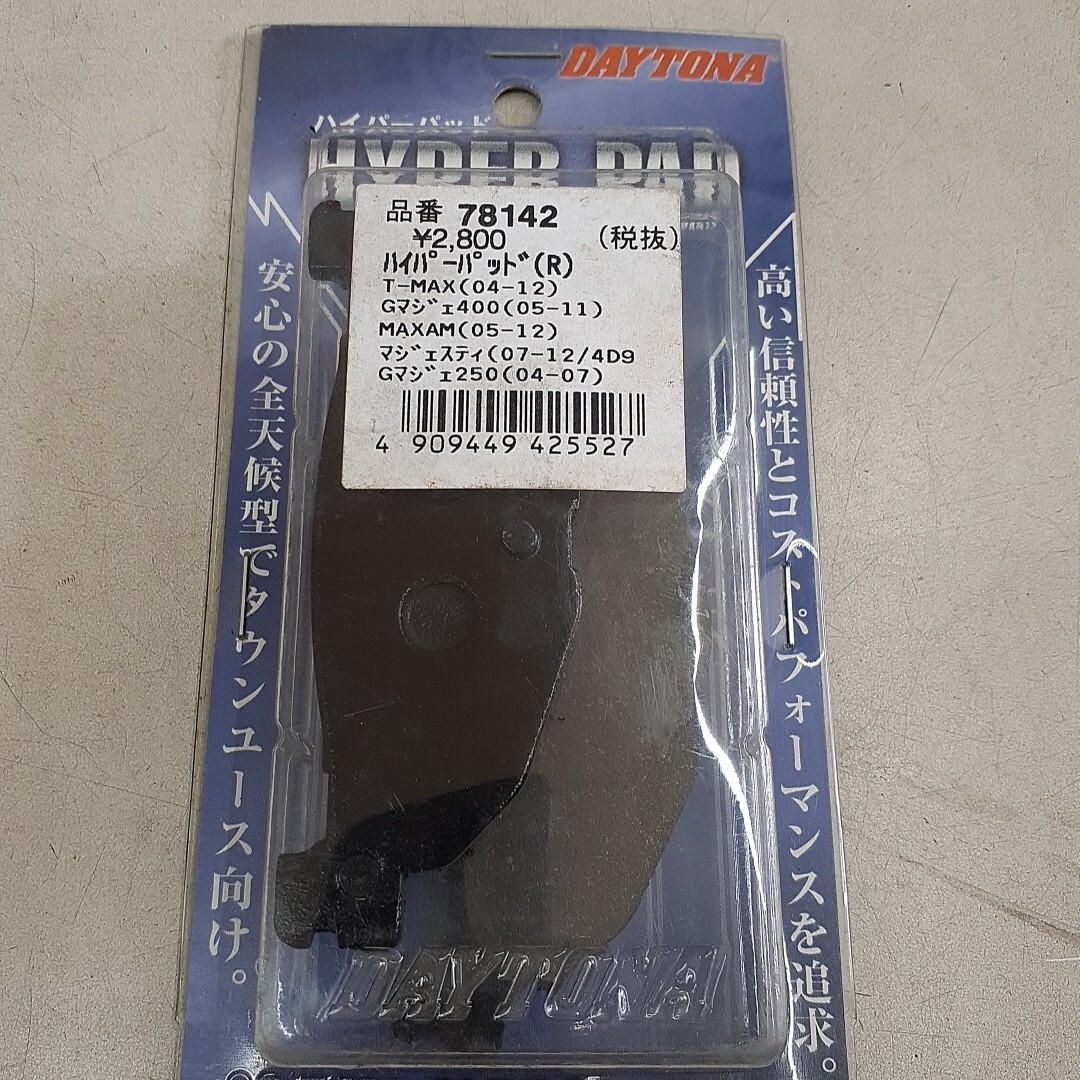 DAYTONA
ハイパーパッド
HYPER PAD
品番 78142
¥2,800 (税抜)
ﾊｲﾊﾟｰﾊﾟｯﾄﾞ(R)
T-MAX(04-12)
Gﾏｼﾞｪ400(05-11)
MAXAM(05-12)
ﾏｼﾞｪｽﾃｨ(07-12/4D9
Gﾏｼﾞｪ250(04-07)
4 909449 425527
高い信頼性とコストパフォーマンスを追求。
安心の全天候型でタウンユース向け。
DAYTONA